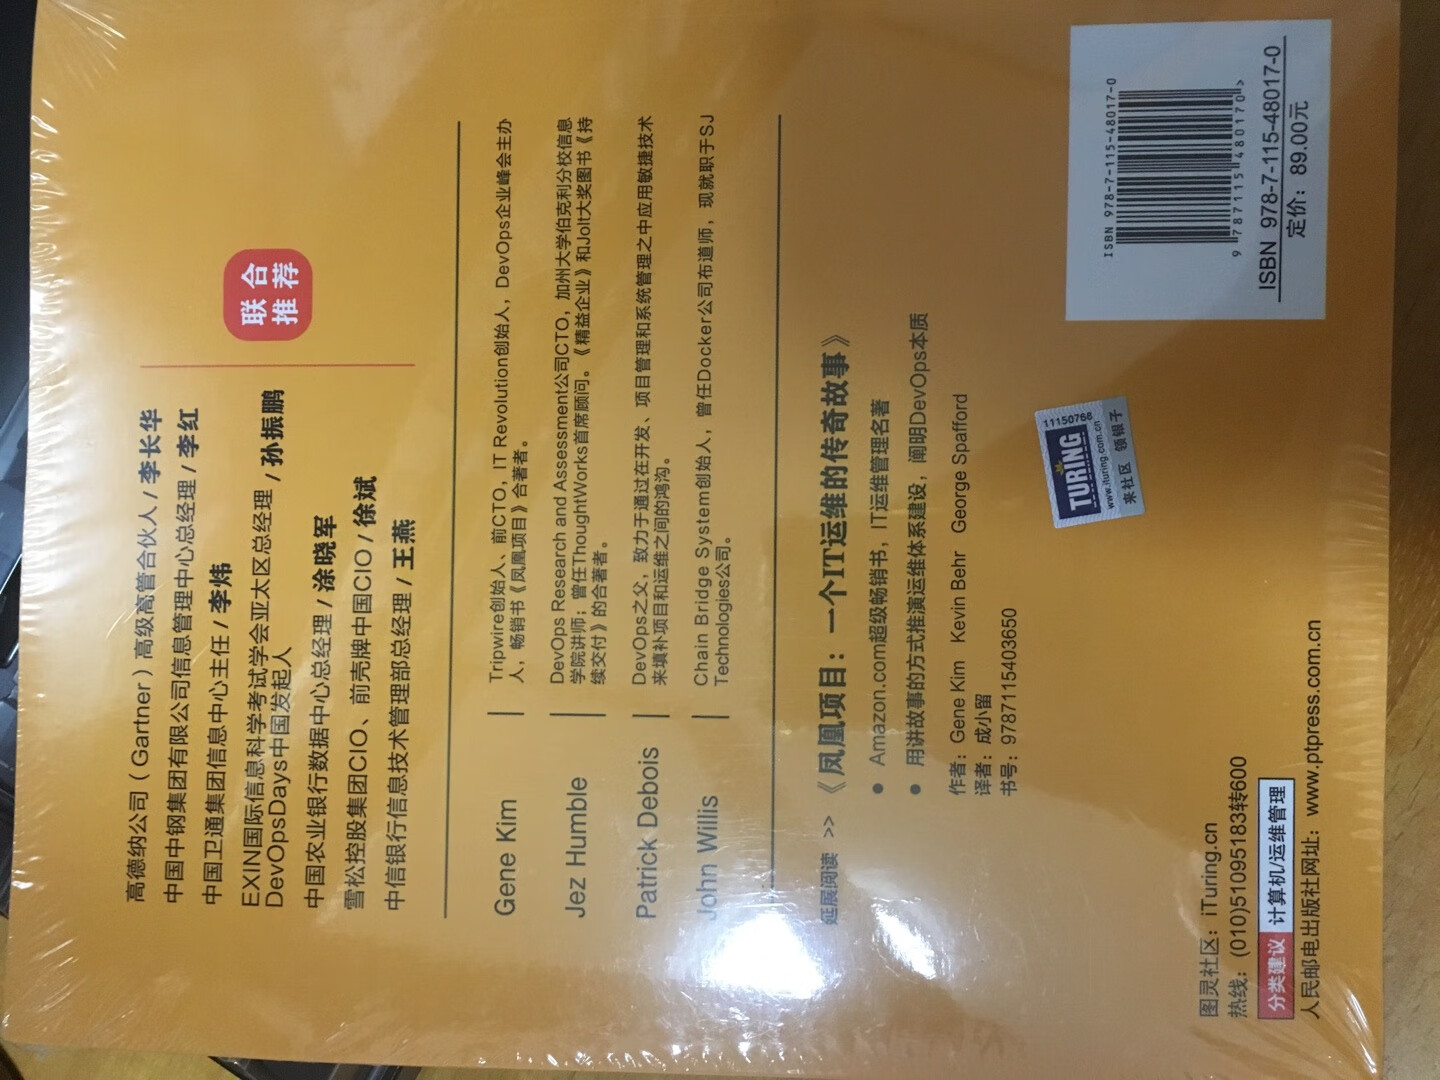 高德纳公司（Gartner）高级高管合伙人 / 李长华
中国中钢集团有限公司信息管理中心总经理 / 李红
中国卫通集团信息中心主任 / 李炜
EXIN国际信息科学考试学会亚太区总经理 / 孙振鹏
DevOpsDays中国发起人
中国农业银行数据中心总经理 / 涂晓军
雪松控股集团CIO、前壳牌中国CIO / 徐斌
中信银行信息技术管理部总经理 / 王燕
联合
推荐
Gene Kim
Tripwire创始人、前CTO，IT Revolution创始人，DevOps企业峰会主办
人，畅销书《凤凰项目》合著者。
Jez Humble
DevOps Research and Assessment公司CTO，加州大学伯克利分校信息
学院讲师；曾任ThoughtWorks首席顾问。《精益企业》和Jolt大奖图书《持
续交付》的合著者。
Patrick Debois
DevOps之父，致力于通过在开发、项目管理和系统管理之中应用敏捷技术
来填补项目和运维之间的鸿沟。
John Willis
Chain Bridge System创始人，曾任Docker公司布道师，现就职于SJ
Technologies公司。
延展阅读 >> 《凤凰项目：一个IT运维的传奇故事》
● Amazon.com超级畅销书，IT运维管理名著
● 用讲故事的方式推演运维体系建设，阐明DevOps本质
作者：Gene Kim Kevin Behr George Spafford
译者：成小留
书号：9787115403650
11150766
TURING
www.ituring.com.cn
来社区 领银子
ISBN 978-7-115-48017-0
9 787115 480170 >
ISBN 978-7-115-48017-0
定价：89.00元
图灵社区：iTuring.cn
热线：(010)51095183转600
分类建议 计算机/运维管理
人民邮电出版社网址：www.ptpress.com.cn